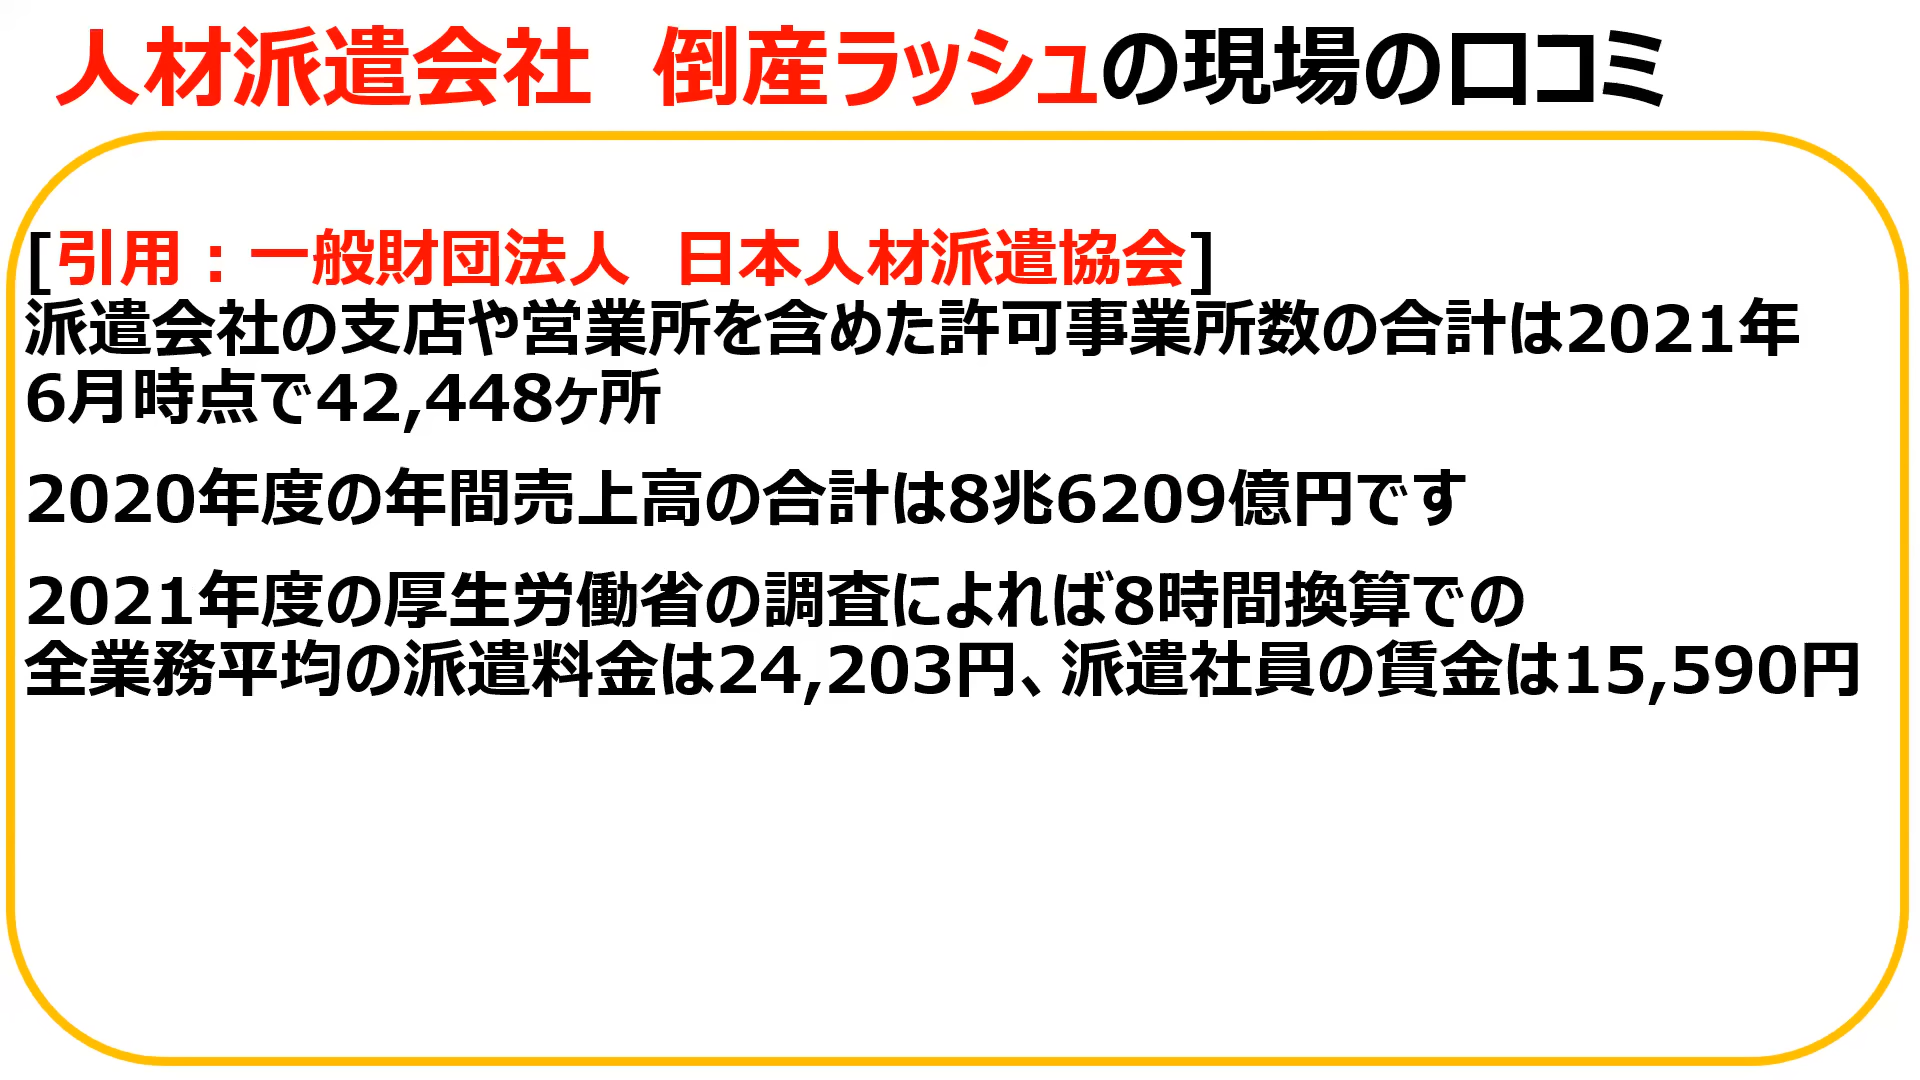 人材派遣会社　倒産ラッシュの現場の口コミ
[引用：一般財団法人　日本人材派遣協会]
派遣会社の支店や営業所を含めた許可事業所数の合計は2021年
6月時点で42,448ヶ所
2020年度の年間売上高の合計は8兆6209億円です
2021年度の厚生労働省の調査によれば8時間換算での
全業務平均の派遣料金は24,203円、派遣社員の賃金は15,590円